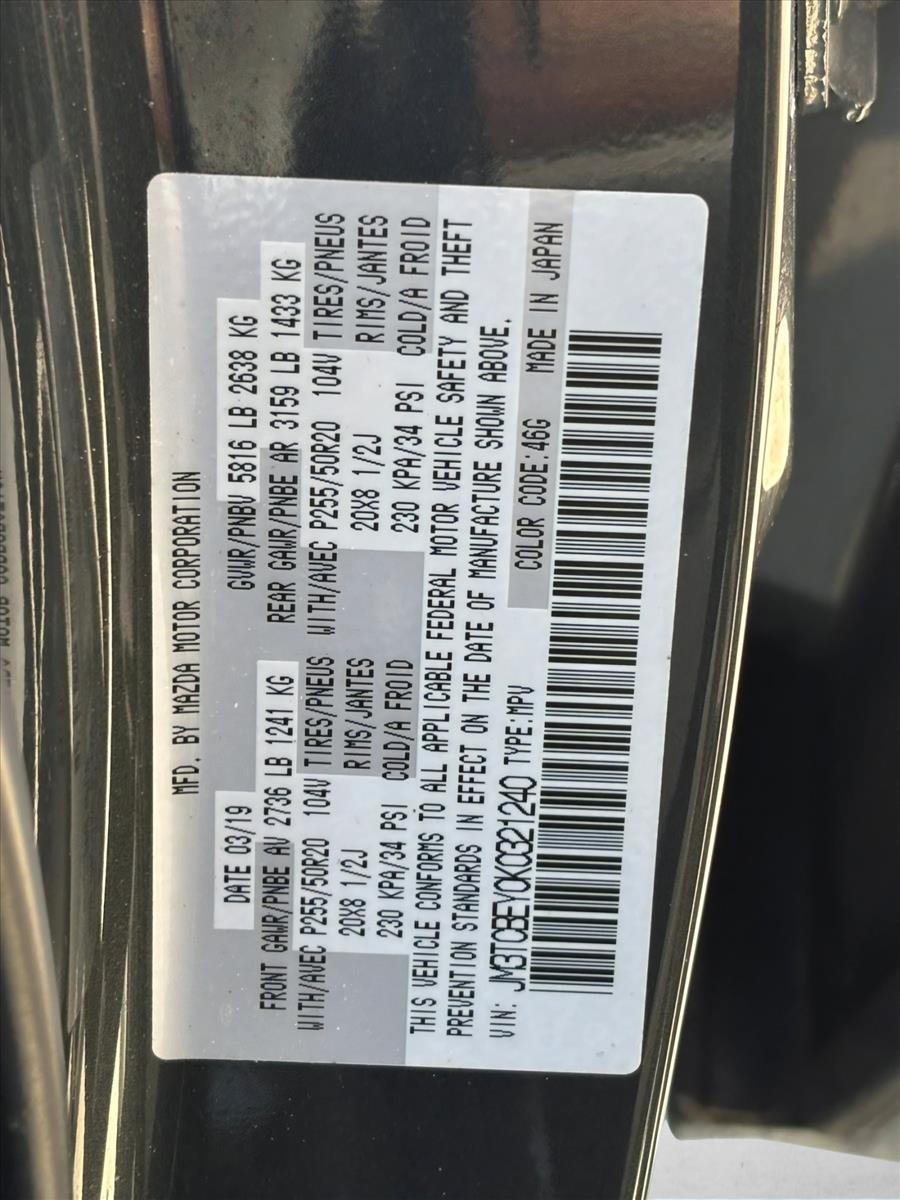 MFD. BY MAZDA MOTOR CORPORATION
DATE 03/19 GVWR/PNBV 5816 LB 2638 KG
FRONT GAWR/PNBE AV 2736 LB 1241 KG REAR GAWR/PNBE AR 3159 LB 1433 KG
WITH/AVEC P255/50R20 104V TIRES/PNEUS WITH/AVEC P255/50R20 104V TIRES/PNEUS
20X8 1/2J RIMS/JANTES 20X8 1/2J RIMS/JANTES
230 KPA/34 PSI COLD/A FROID 230 KPA/34 PSI COLD/A FROID
THIS VEHICLE CONFORMS TO ALL APPLICABLE FEDERAL MOTOR VEHICLE SAFETY AND THEFT
PREVENTION STANDARDS IN EFFECT ON THE DATE OF MANUFACTURE SHOWN ABOVE.
VIN: JM3TCBEY0K0321240 TYPE:MPV COLOR CODE:46G MADE IN JAPAN